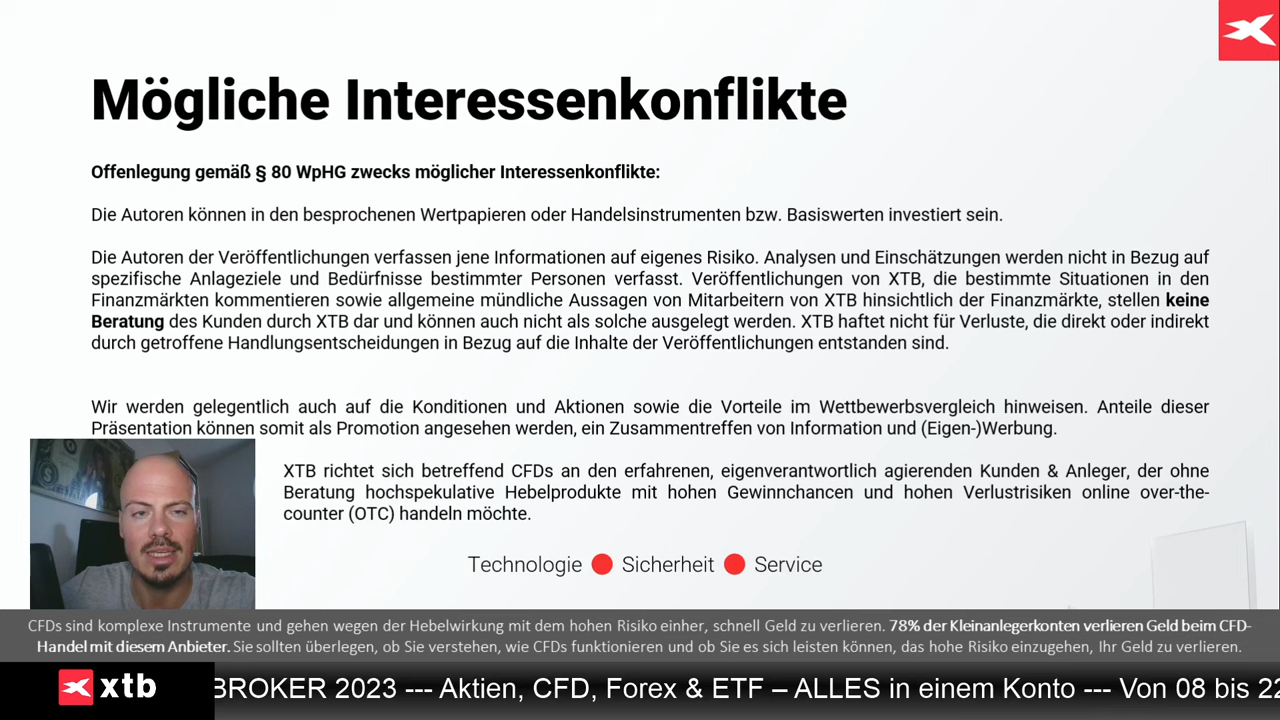 Mögliche Interessenkonflikte
Offenlegung gemäß § 80 WpHG zwecks möglicher Interessenkonflikte:
Die Autoren können in den besprochenen Wertpapieren oder Handelsinstrumenten bzw. Basiswerten investiert sein.
Die Autoren der Veröffentlichungen verfassen jene Informationen auf eigenes Risiko. Analysen und Einschätzungen werden nicht in Bezug auf
spezifische Anlageziele und Bedürfnisse bestimmter Personen verfasst. Veröffentlichungen von XTB, die bestimmte Situationen in den
Finanzmärkten kommentieren sowie allgemeine mündliche Aussagen von Mitarbeitern von XTB hinsichtlich der Finanzmärkte, stellen keine
Beratung des Kunden durch XTB dar und können auch nicht als solche ausgelegt werden. XTB haftet nicht für Verluste, die direkt oder indirekt
durch getroffene Handlungsentscheidungen in Bezug auf die Inhalte der Veröffentlichungen entstanden sind.
Wir werden gelegentlich auch auf die Konditionen und Aktionen sowie die Vorteile im Wettbewerbsvergleich hinweisen. Anteile dieser
Präsentation können somit als Promotion angesehen werden, ein Zusammentreffen von Information und (Eigen-)Werbung.
XTB richtet sich betreffend CFDs an den erfahrenen, eigenverantwortlich agierenden Kunden & Anleger, der ohne
Beratung hochspekulative Hebelprodukte mit hohen Gewinnchancen und hohen Verlustrisiken online over-the-
counter (OTC) handeln möchte.
Technologie Sicherheit Service
CFDs sind komplexe Instrumente und gehen wegen der Hebelwirkung mit dem hohen Risiko einher, schnell Geld zu verlieren. 78% der Kleinanlegerkonten verlieren Geld beim CFD-
Handel mit diesem Anbieter. Sie sollten überlegen, ob Sie verstehen, wie CFDs funktionieren und ob Sie es sich leisten können, das hohe Risiko einzugehen, Ihr Geld zu verlieren.
xtb BROKER 2023 --- Aktien, CFD, Forex & ETF – ALLES in einem Konto --- Von 08 bis 22